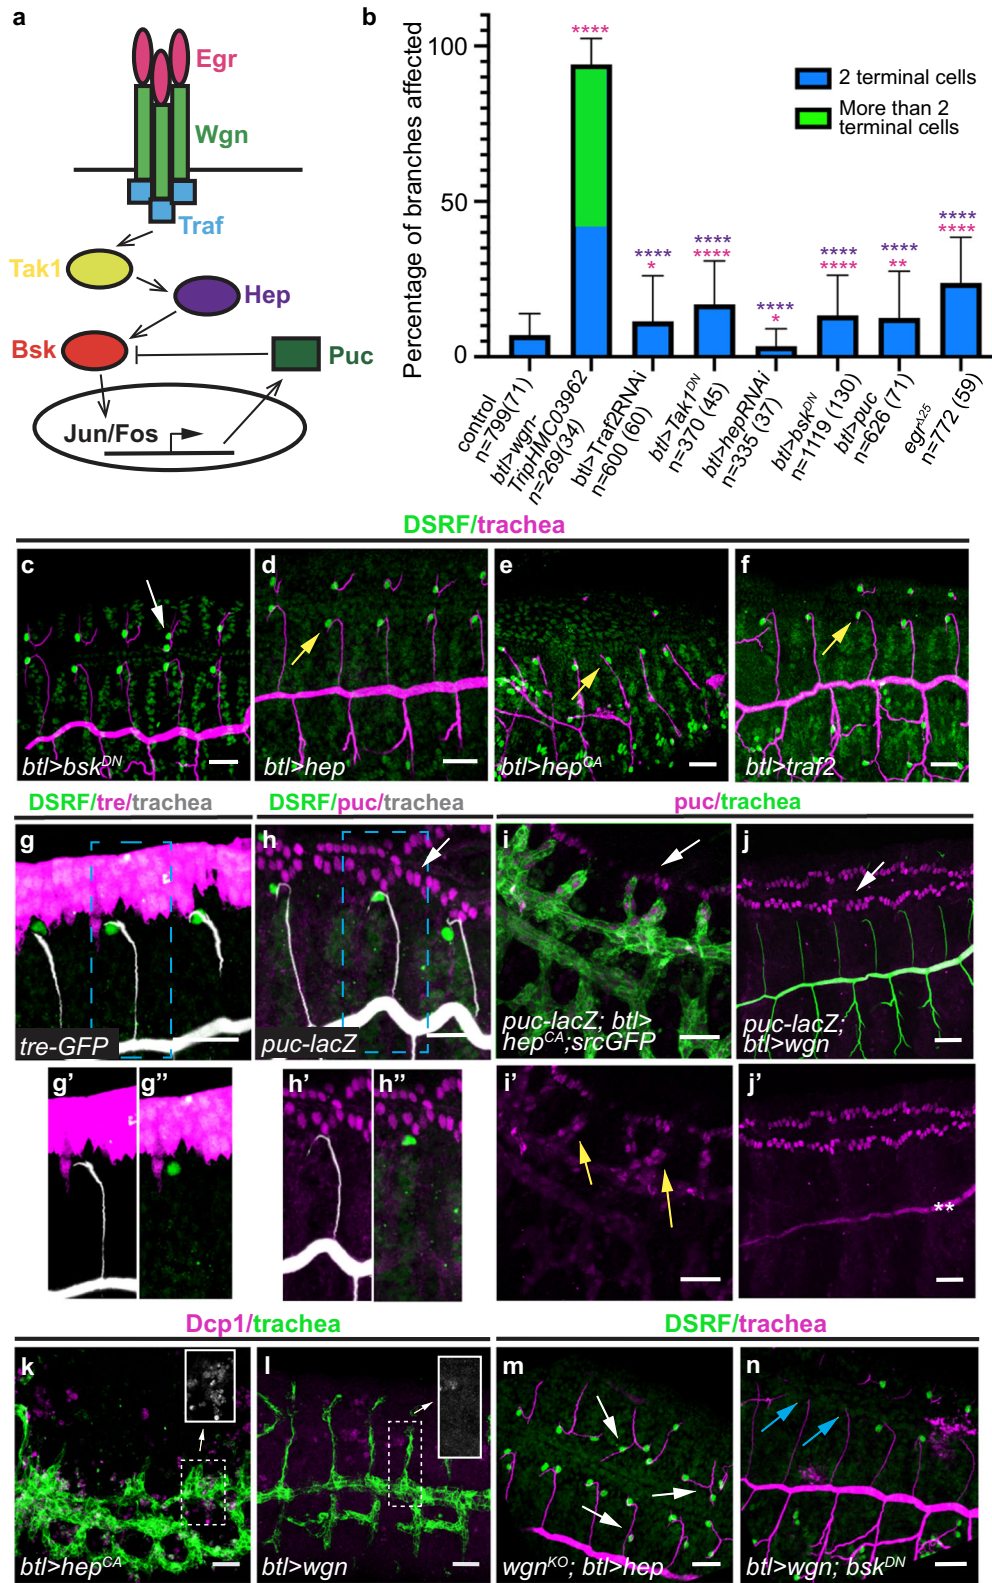 a
Egr
Wgn
Traf
Tak1
Hep
Bsk
Puc
Jun/Fos
b
Percentage of branches affected
100
50
0
2 terminal cells
More than 2
terminal cells
****
****
*
****
****
****
*
****
****
****
**
****
****
control
n=799(71)
btl>wgn-
TripHMC03962
n=269(34)
btl>Traf2RNAi
n=600 (60)
btl>Tak1DN
n=370 (45)
btl>hepRNAi
n=335 (37)
btl>bskDN
n=1119 (130)
btl>puc
n=626 (71)
egrΔ25
n=772 (59)
DSRF/trachea
c
btl>bskDN
d
btl>hep
e
btl>hepCA
f
btl>traf2
DSRF/tre/trachea
DSRF/puc/trachea
puc/trachea
g
tre-GFP
h
puc-lacZ
i
puc-lacZ; btl>
hepCA;srcGFP
j
puc-lacZ;
btl>wgn
g'
g''
h'
h''
i'
j'
**
Dcp1/trachea
DSRF/trachea
k
btl>hepCA
l
btl>wgn
m
wgnKO; btl>hep
n
btl>wgn; bskDN